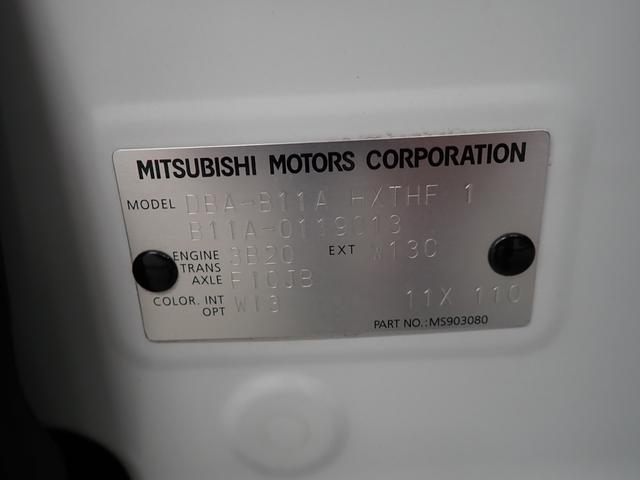 MITSUBISHI MOTORS CORPORATION
MODEL DBA-B11A HXTHF 1
B11A-0119013
ENGINE 3B20 EXT W13C
TRANS AXLE F10JB
COLOR. INT OPT W13 11X 110
PART NO.:MS903080